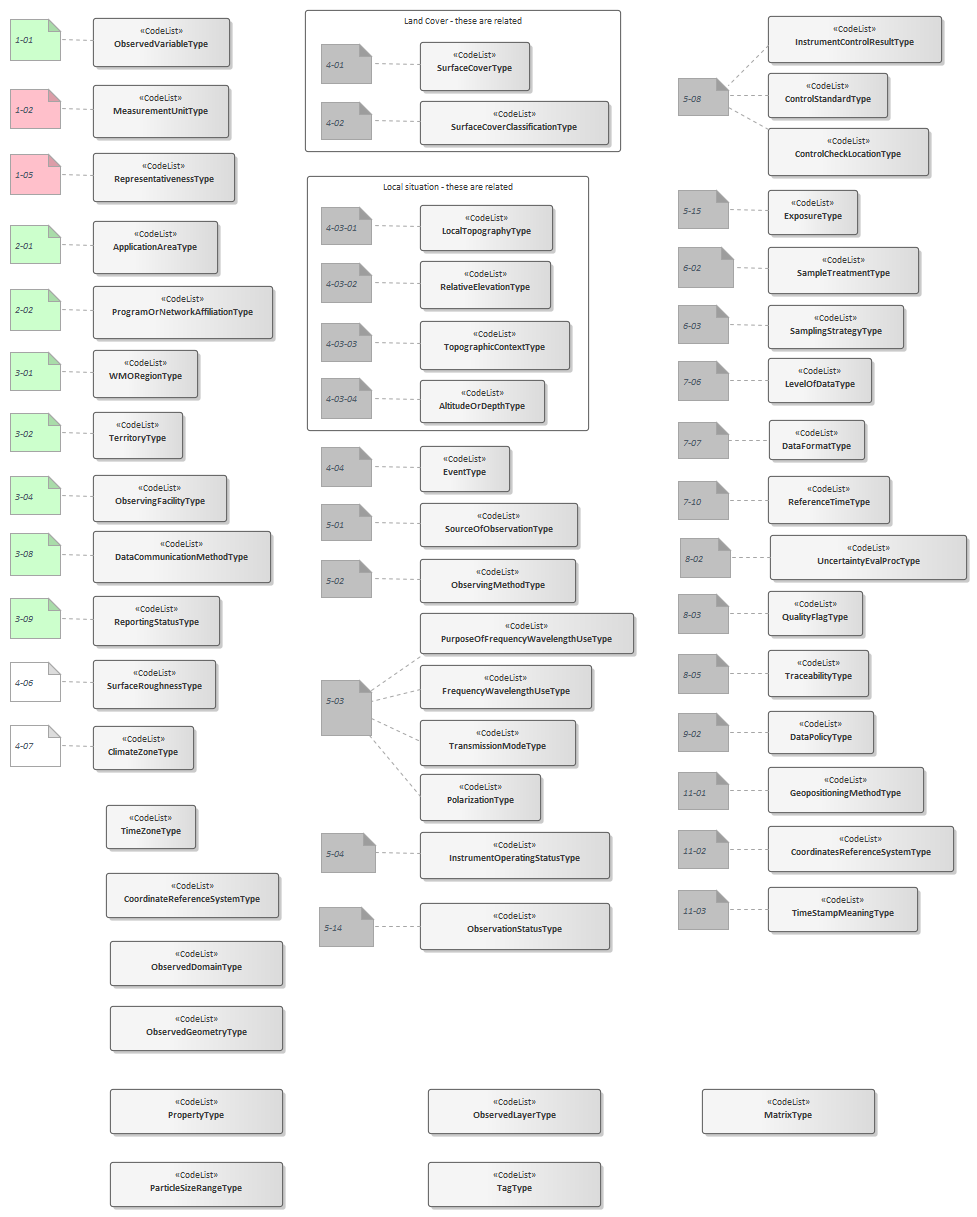 1-01
«CodeList»
ObservedVariableType
1-02
«CodeList»
MeasurementUnitType
1-05
«CodeList»
RepresentativenessType
2-01
«CodeList»
ApplicationAreaType
2-02
«CodeList»
ProgramOrNetworkAffiliationType
3-01
«CodeList»
WMORegionType
3-02
«CodeList»
TerritoryType
3-04
«CodeList»
ObservingFacilityType
3-08
«CodeList»
DataCommunicationMethodType
3-09
«CodeList»
ReportingStatusType
4-06
«CodeList»
SurfaceRoughnessType
4-07
«CodeList»
ClimateZoneType
«CodeList»
TimeZoneType
«CodeList»
CoordinateReferenceSystemType
«CodeList»
ObservedDomainType
«CodeList»
ObservedGeometryType
«CodeList»
PropertyType
«CodeList»
ParticleSizeRangeType
Land Cover - these are related
4-01
«CodeList»
SurfaceCoverType
4-02
«CodeList»
SurfaceCoverClassificationType
Local situation - these are related
4-03-01
«CodeList»
LocalTopographyType
4-03-02
«CodeList»
RelativeElevationType
4-03-03
«CodeList»
TopographicContextType
4-03-04
«CodeList»
AltitudeOrDepthType
4-04
«CodeList»
EventType
5-01
«CodeList»
SourceOfObservationType
5-02
«CodeList»
ObservingMethodType
5-03
«CodeList»
PurposeOfFrequencyWavelengthUseType
«CodeList»
FrequencyWavelengthUseType
«CodeList»
TransmissionModeType
«CodeList»
PolarizationType
5-04
«CodeList»
InstrumentOperatingStatusType
5-14
«CodeList»
ObservationStatusType
«CodeList»
ObservedLayerType
«CodeList»
TagType
5-08
«CodeList»
InstrumentControlResultType
«CodeList»
ControlStandardType
«CodeList»
ControlCheckLocationType
5-15
«CodeList»
ExposureType
6-02
«CodeList»
SampleTreatmentType
6-03
«CodeList»
SamplingStrategyType
7-06
«CodeList»
LevelOfDataType
7-07
«CodeList»
DataFormatType
7-10
«CodeList»
ReferenceTimeType
8-02
«CodeList»
UncertaintyEvalProcType
8-03
«CodeList»
QualityFlagType
8-05
«CodeList»
TraceabilityType
9-02
«CodeList»
DataPolicyType
11-01
«CodeList»
GeopositioningMethodType
11-02
«CodeList»
CoordinatesReferenceSystemType
11-03
«CodeList»
TimeStampMeaningType
«CodeList»
MatrixType